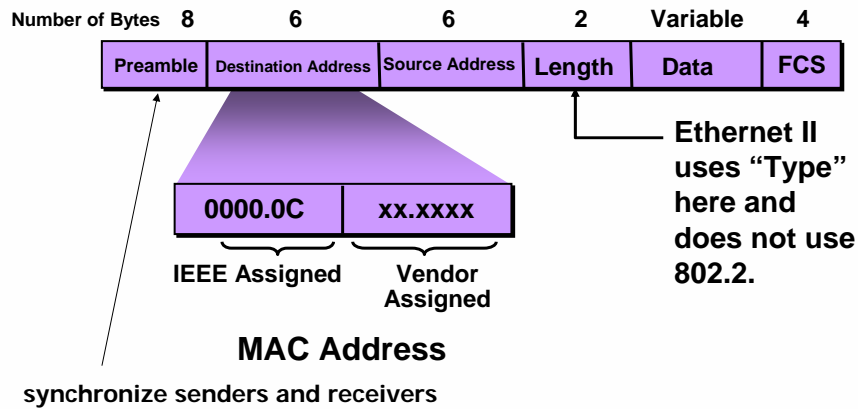 Number of Bytes 8 6 6 2 Variable 4
Preamble Destination Address Source Address Length Data FCS
Ethernet II
uses “Type”
here and
does not use
802.2.
0000.0C xx.xxxx
IEEE Assigned Vendor
Assigned
MAC Address
synchronize senders and receivers